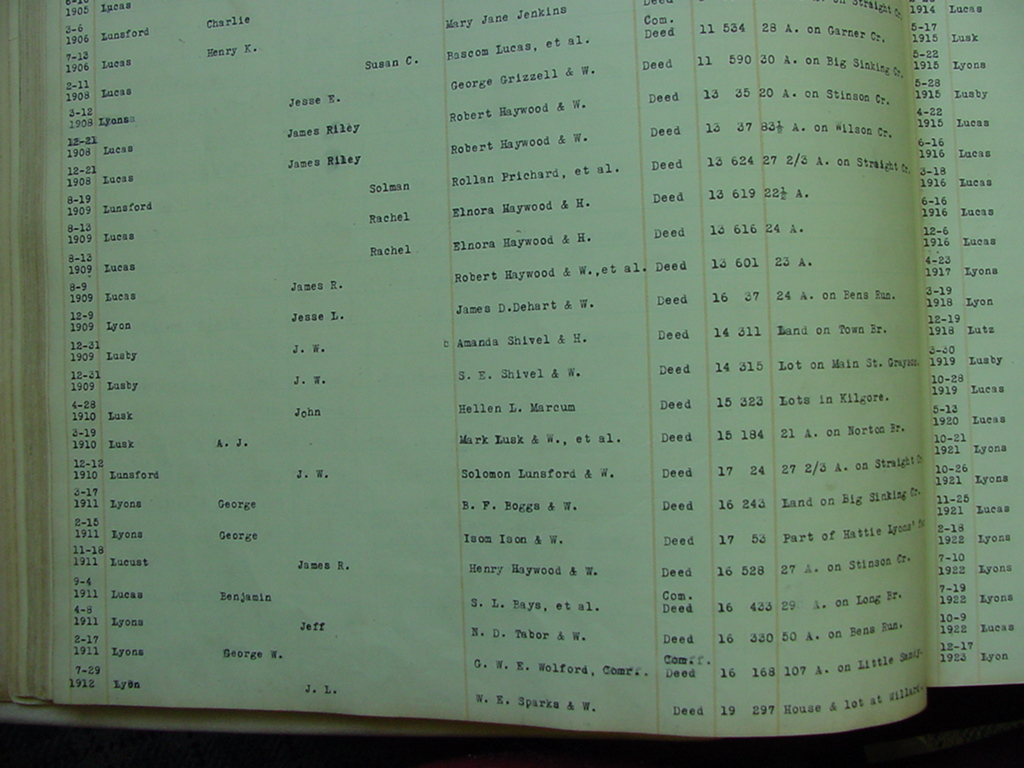 1905 Lucas
3-6
1906 Lunsford Charlie
7-13
1906 Lucas Henry K. Mary Jane Jenkins Deed Straight Cr.
2-11
1908 Lucas Susan C. Bascom Lucas, et al. Com. Deed 11 534 28 A. on Garner Cr.
3-12
1908 Lyons Jesse E. George Grizzell & W. Deed 11 590 30 A. on Big Sinking Cr.
12-21
1908 Lucas James Riley Robert Haywood & W. Deed 13 35 20 A. on Stinson Cr.
12-21
1908 Lucas James Riley Robert Haywood & W. Deed 13 37 83½ A. on Wilson Cr.
8-19
1909 Lunsford Solman Rollan Prichard, et al. Deed 13 624 27 2/3 A. on Straight Cr.
8-13
1909 Lucas Rachel Elnora Haywood & H. Deed 13 619 22½ A.
8-13
1909 Lucas Rachel Elnora Haywood & H. Deed 13 616 24 A.
8-9
1909 Lucas James R. Robert Haywood & W.,et al. Deed 13 601 23 A.
12-9
1909 Lyon Jesse L. James D.Dehart & W. Deed 16 37 24 A. on Bens Run.
12-31
1909 Lusby J. W. Amanda Shivel & H. Deed 14 311 Land on Town Br.
12-31
1909 Lusby J. W. S. E. Shivel & W. Deed 14 315 Lot on Main St. Grayson.
4-28
1910 Lusk John Hellen L. Marcum Deed 15 323 Lots in Kilgore.
3-19
1910 Lusk A. J. Mark Lusk & W., et al. Deed 15 184 21 A. on Norton Br.
12-12
1910 Lunsford J. W. Solomon Lunsford & W. Deed 17 24 27 2/3 A. on Straight
3-17
1911 Lyons George B. F. Boggs & W. Deed 16 243 Land on Big Sinking Cr.
2-15
1911 Lyons George Isom Ison & W. Deed 17 53 Part of Hattie Lyons'
11-18
1911 Lucust James R. Henry Haywood & W. Deed 16 528 27 A. on Stinson Cr.
9-4
1911 Lucas Benjamin S. L. Bays, et al. Com. Deed 16 433 29 A. on Long Br.
4-8
1911 Lyons Jeff N. D. Tabor & W. Deed 16 330 50 A. on Bens Run.
2-17
1911 Lyons George W. G. W. E. Wolford, Comr. Com. Deed 16 168 107 A. on Little Sandy
7-29
1912 Lyon J. L. W. E. Sparks & W. Deed 19 297 House & lot at Willard.
1914 Lucas
5-17
1915 Lusk
5-22
1915 Lyons
5-28
1915 Lusby
4-22
1915 Lucas
6-16
1916 Lucas
3-18
1916 Lucas
6-16
1916 Lucas
12-6
1916 Lucas
4-23
1917 Lyons
3-19
1918 Lyon
12-19
1918 Lutz
3-30
1919 Lusby
10-28
1919 Lucas
5-13
1920 Lucas
10-21
1921 Lyons
10-26
1921 Lyons
11-25
1921 Lucas
2-18
1922 Lyons
7-10
1922 Lyons
7-19
1922 Lyons
10-9
1922 Lucas
12-17
1923 Lyon